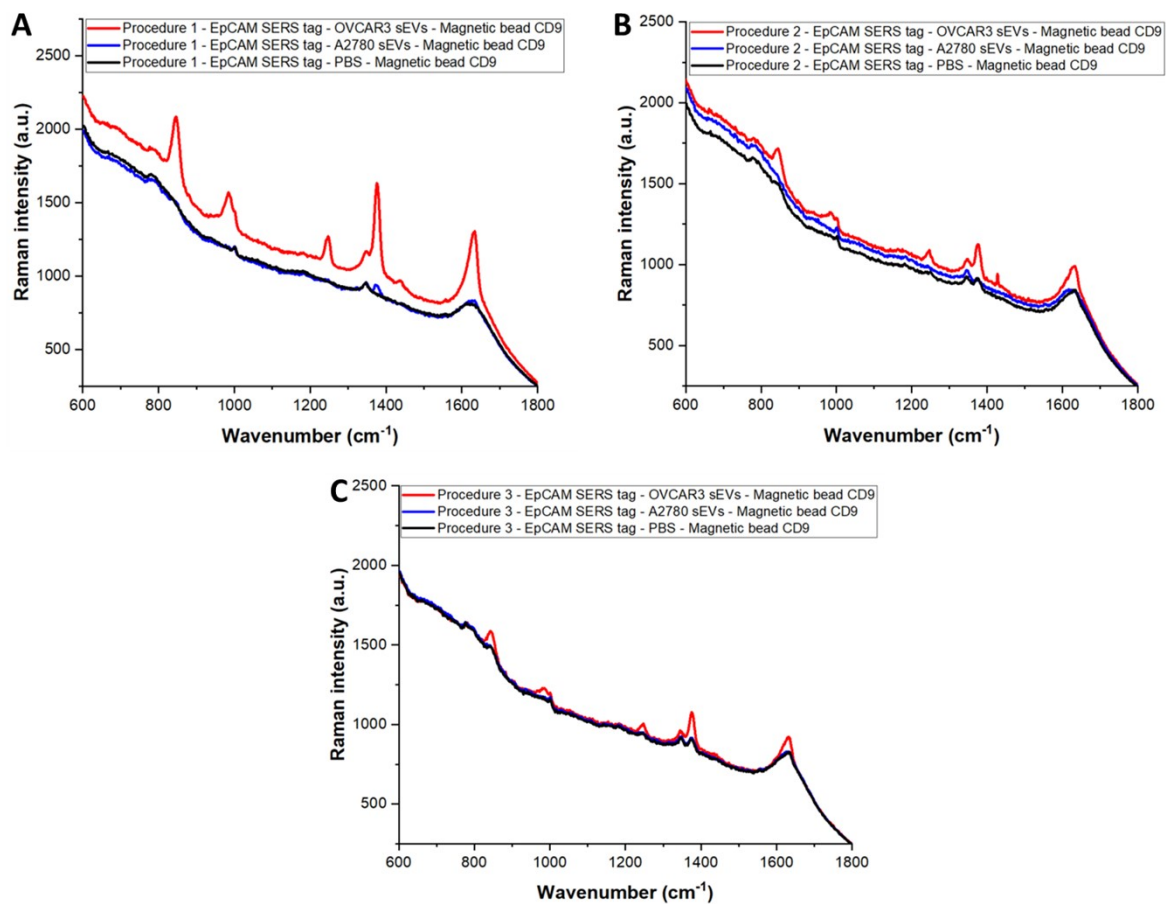 A
Procedure 1 - EpCAM SERS tag - OVCAR3 sEVs - Magnetic bead CD9
Procedure 1 - EpCAM SERS tag - A2780 sEVs - Magnetic bead CD9
Procedure 1 - EpCAM SERS tag - PBS - Magnetic bead CD9
2500
2000
1500
1000
500
Raman intensity (a.u.)
600 800 1000 1200 1400 1600 1800
Wavenumber (cm⁻¹)
B
Procedure 2 - EpCAM SERS tag - OVCAR3 sEVs - Magnetic bead CD9
Procedure 2 - EpCAM SERS tag - A2780 sEVs - Magnetic bead CD9
Procedure 2 - EpCAM SERS tag - PBS - Magnetic bead CD9
2500
2000
1500
1000
500
Raman intensity (a.u.)
600 800 1000 1200 1400 1600 1800
Wavenumber (cm⁻¹)
C
Procedure 3 - EpCAM SERS tag - OVCAR3 sEVs - Magnetic bead CD9
Procedure 3 - EpCAM SERS tag - A2780 sEVs - Magnetic bead CD9
Procedure 3 - EpCAM SERS tag - PBS - Magnetic bead CD9
2500
2000
1500
1000
500
Raman intensity (a.u.)
600 800 1000 1200 1400 1600 1800
Wavenumber (cm⁻¹)